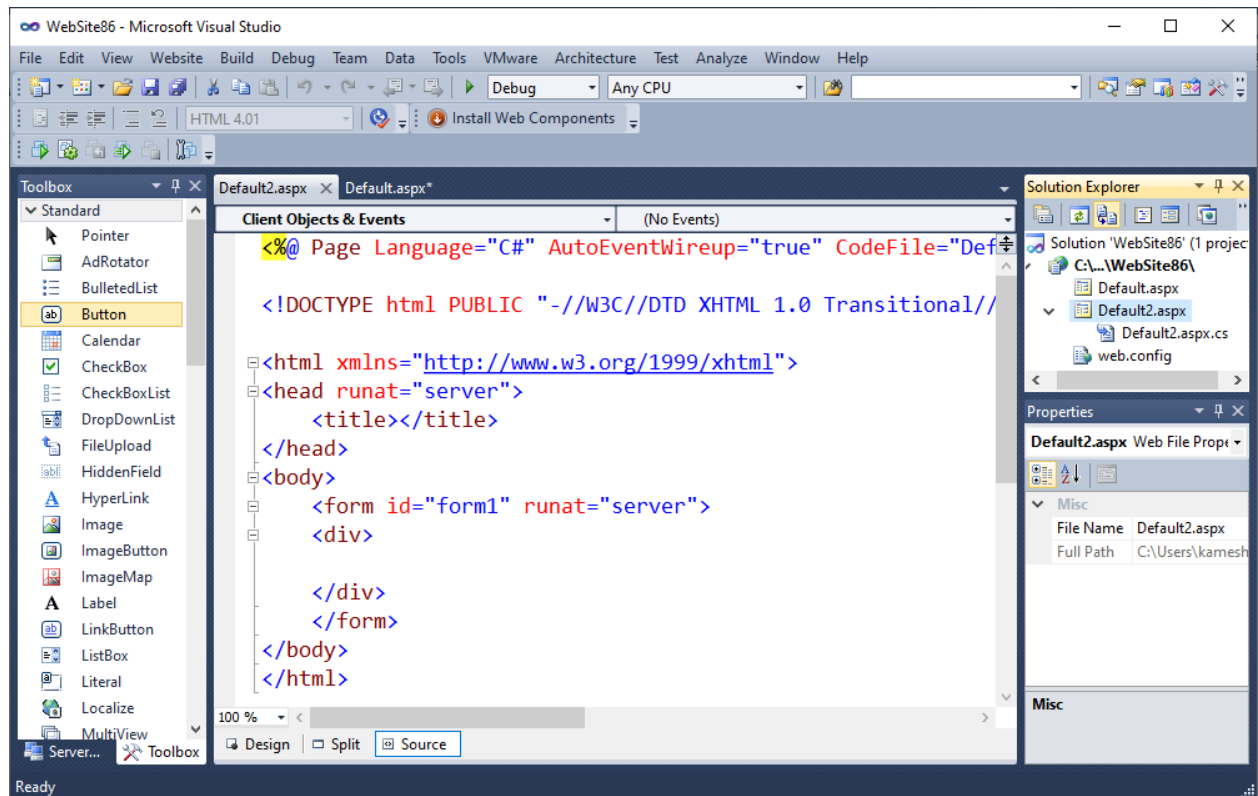 WebSite86 - Microsoft Visual Studio
File Edit View Website Build Debug Team Data Tools VMware Architecture Test Analyze Window Help
Debug Any CPU
HTML 4.01 Install Web Components
Toolbox
Standard
Pointer
AdRotator
BulletedList
Button
Calendar
CheckBox
CheckBoxList
DropDownList
FileUpload
HiddenField
HyperLink
Image
ImageButton
ImageMap
Label
LinkButton
ListBox
Literal
Localize
MultiView
Server... Toolbox
Default2.aspx Default.aspx*
Client Objects & Events (No Events)
<%@ Page Language="C#" AutoEventWireup="true" CodeFile="Def
<!DOCTYPE html PUBLIC "-//W3C//DTD XHTML 1.0 Transitional//
<html xmlns="http://www.w3.org/1999/xhtml">
<head runat="server">
<title></title>
</head>
<body>
<form id="form1" runat="server">
<div>
</div>
</form>
</body>
</html>
100 %
Design Split Source
Solution Explorer
Solution 'WebSite86' (1 projec
C:\...\WebSite86\
Default.aspx
Default2.aspx
Default2.aspx.cs
web.config
Properties
Default2.aspx Web File Prope
Misc
File Name Default2.aspx
Full Path C:\Users\kamesh
Misc
Ready